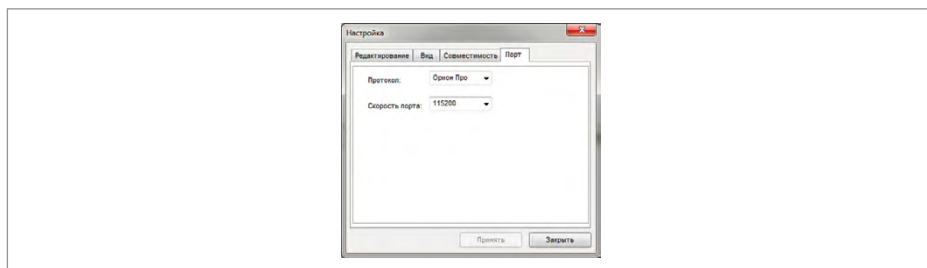 Настройка
Редактирование Вид Совместимость Порт
Протокол: Орион Про
Скорость порта: 115200
Принять Закрыть